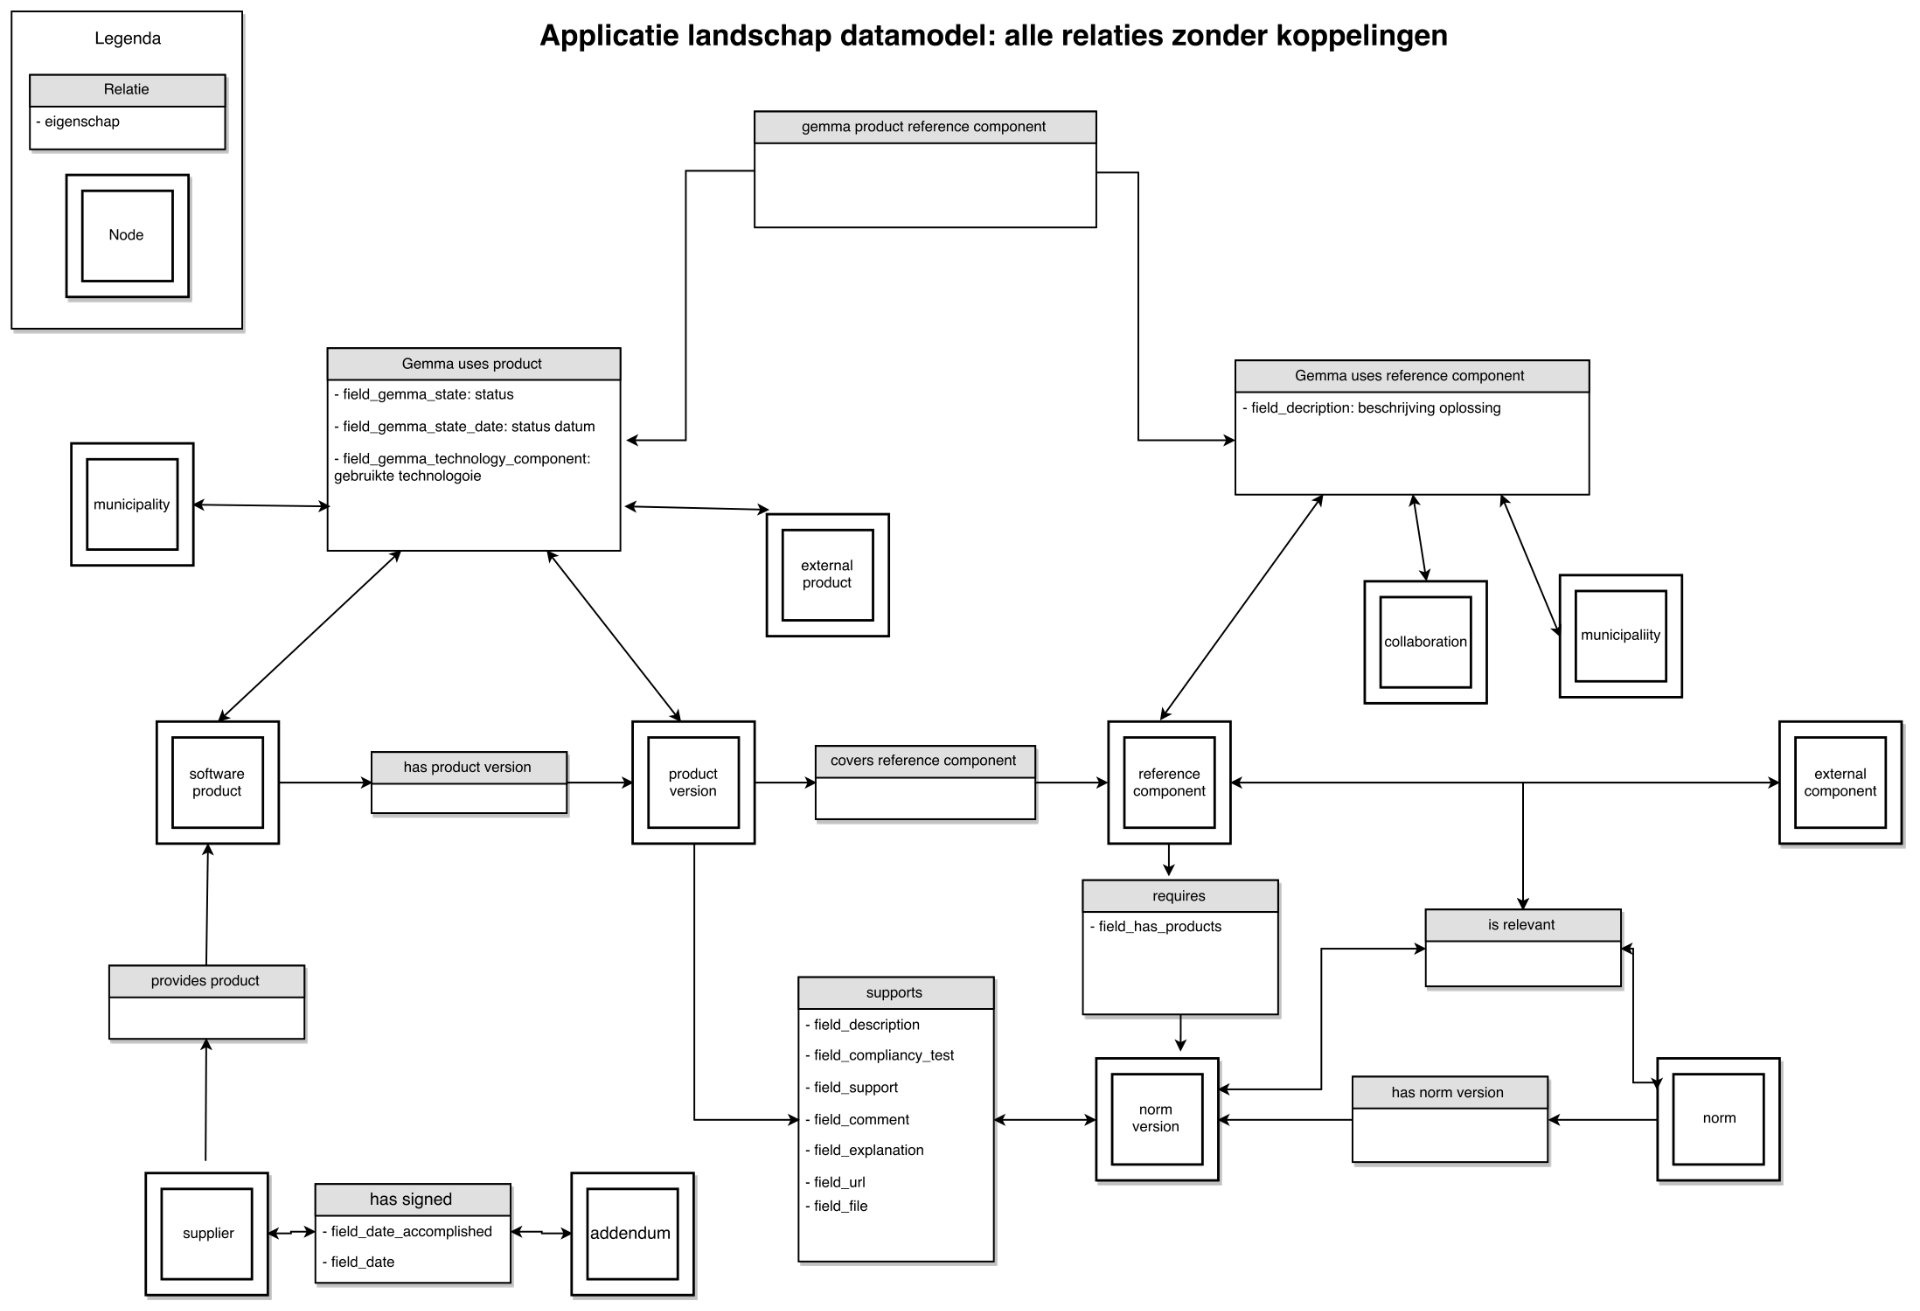 Applicatie landschap datamodel: alle relaties zonder koppelingen
Legenda
Relatie
- eigenschap
Node
gemma product reference component
Gemma uses product
- field_gemma_state: status
- field_gemma_state_date: status datum
- field_gemma_technology_component:
gebruikte technologoie
Gemma uses reference component
- field_decription: beschrijving oplossing
municipality
external
product
collaboration
municipaliity
software
product
has product version
product
version
covers reference component
reference
component
external
component
requires
- field_has_products
is relevant
provides product
supports
- field_description
- field_compliancy_test
- field_support
- field_comment
- field_explanation
- field_url
- field_file
norm
version
has norm version
norm
supplier
has signed
- field_date_accomplished
- field_date
addendum